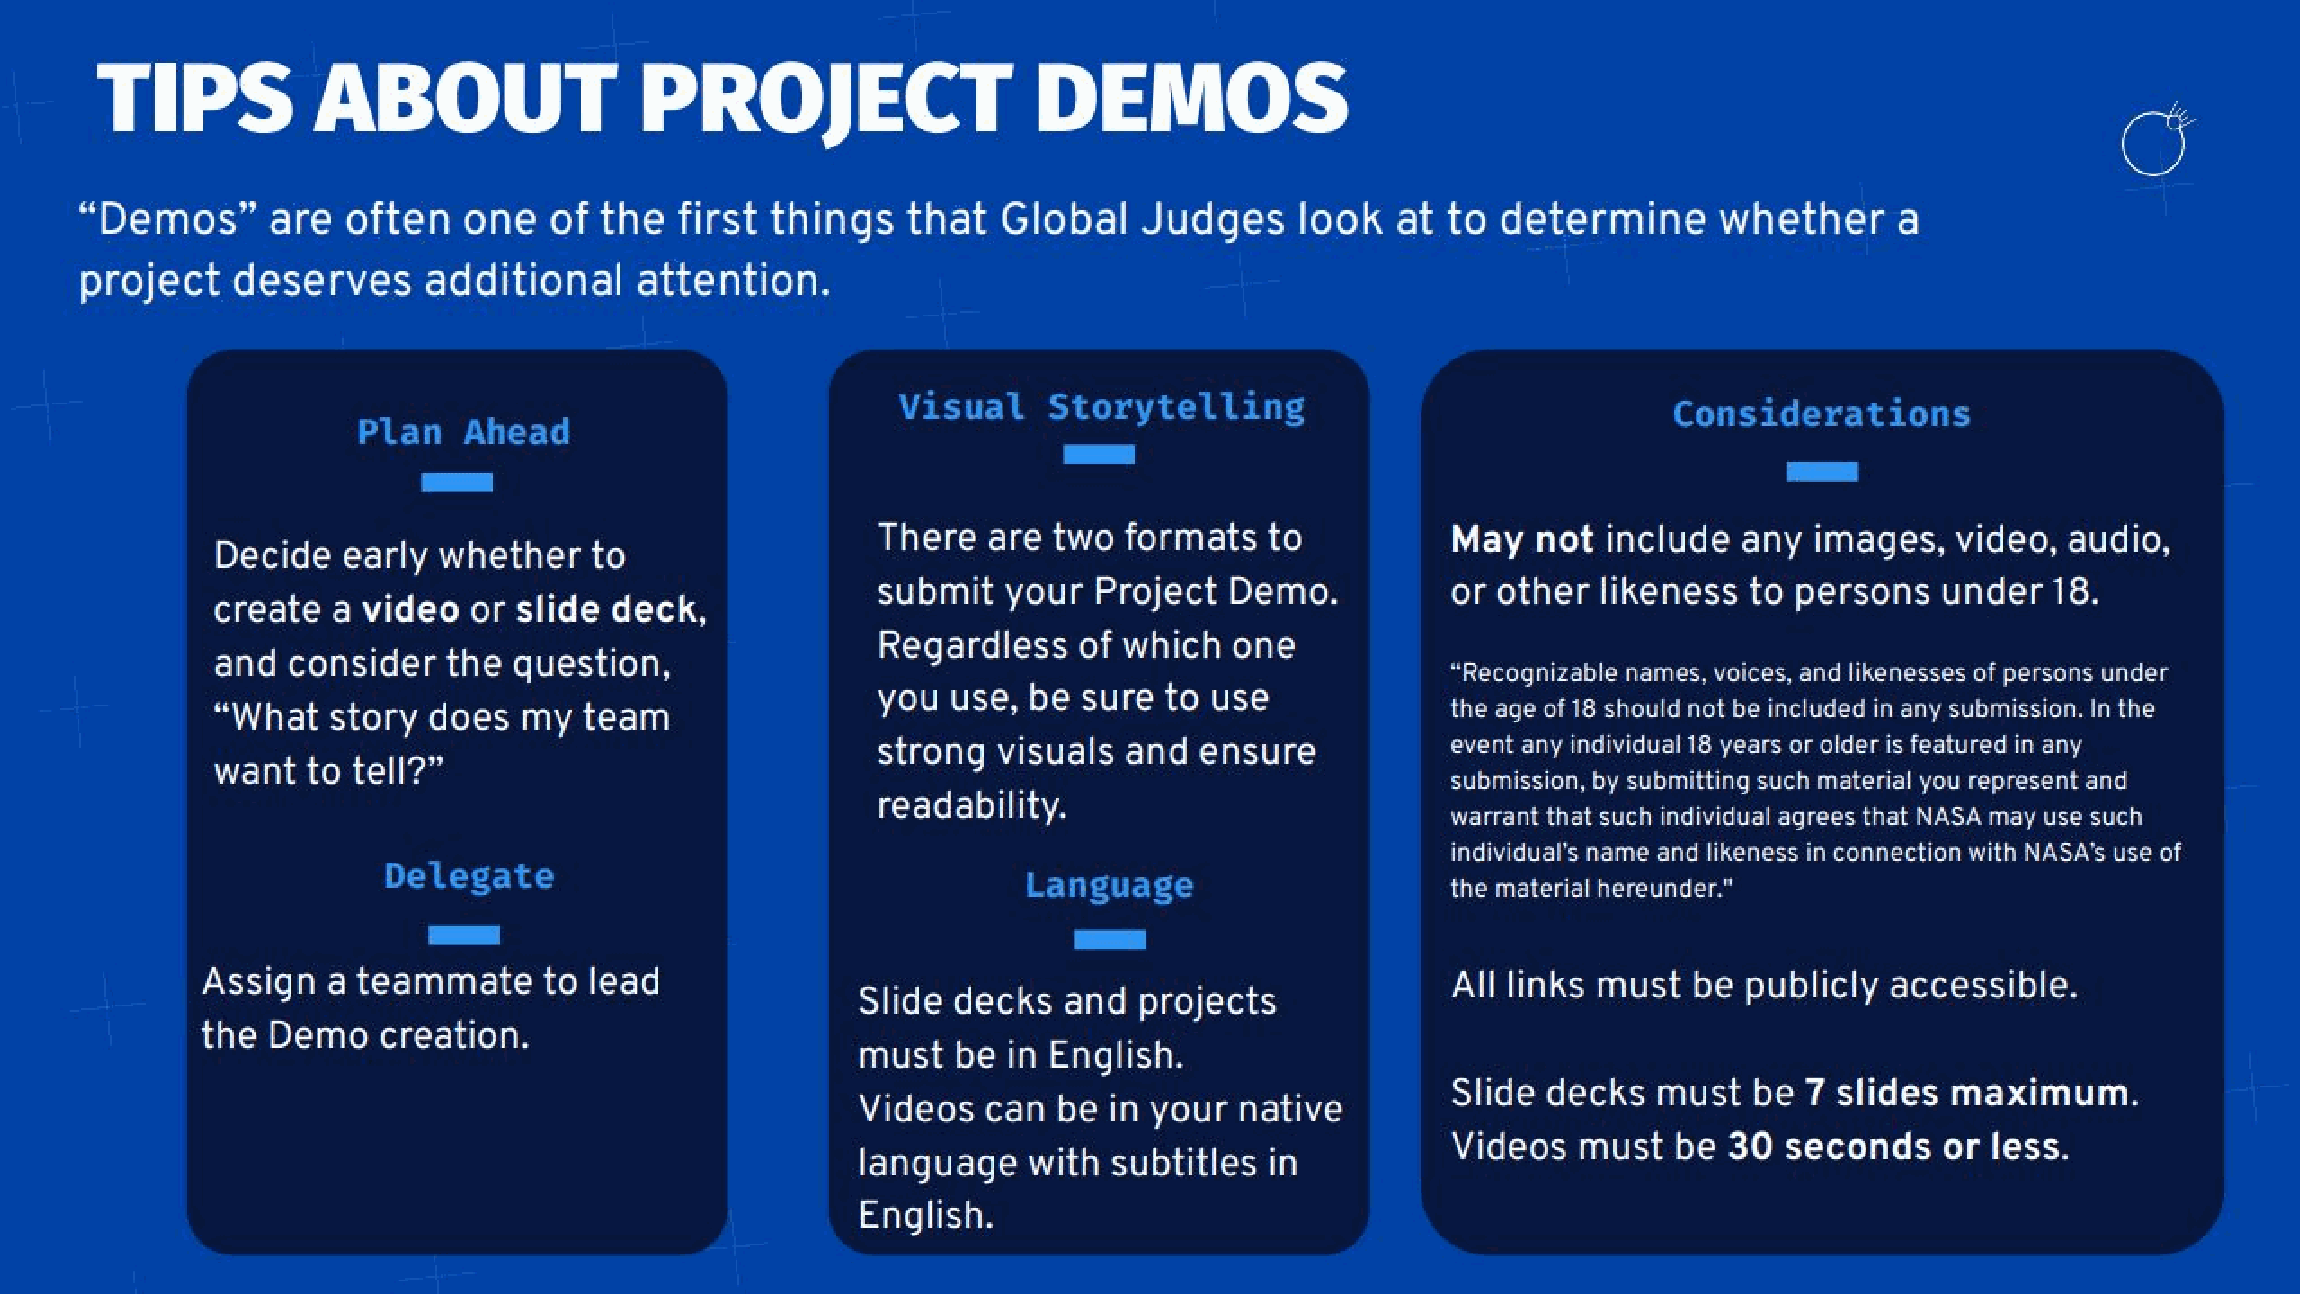 TIPS ABOUT PROJECT DEMOS
“Demos” are often one of the first things that Global Judges look at to determine whether a
project deserves additional attention.
Plan Ahead
Decide early whether to
create a video or slide deck,
and consider the question,
“What story does my team
want to tell?”
Delegate
Assign a teammate to lead
the Demo creation.
Visual Storytelling
There are two formats to
submit your Project Demo.
Regardless of which one
you use, be sure to use
strong visuals and ensure
readability.
Language
Slide decks and projects
must be in English.
Videos can be in your native
language with subtitles in
English.
Considerations
May not include any images, video, audio,
or other likeness to persons under 18.
“Recognizable names, voices, and likenesses of persons under
the age of 18 should not be included in any submission. In the
event any individual 18 years or older is featured in any
submission, by submitting such material you represent and
warrant that such individual agrees that NASA may use such
individual’s name and likeness in connection with NASA’s use of
the material hereunder."
All links must be publicly accessible.
Slide decks must be 7 slides maximum.
Videos must be 30 seconds or less.